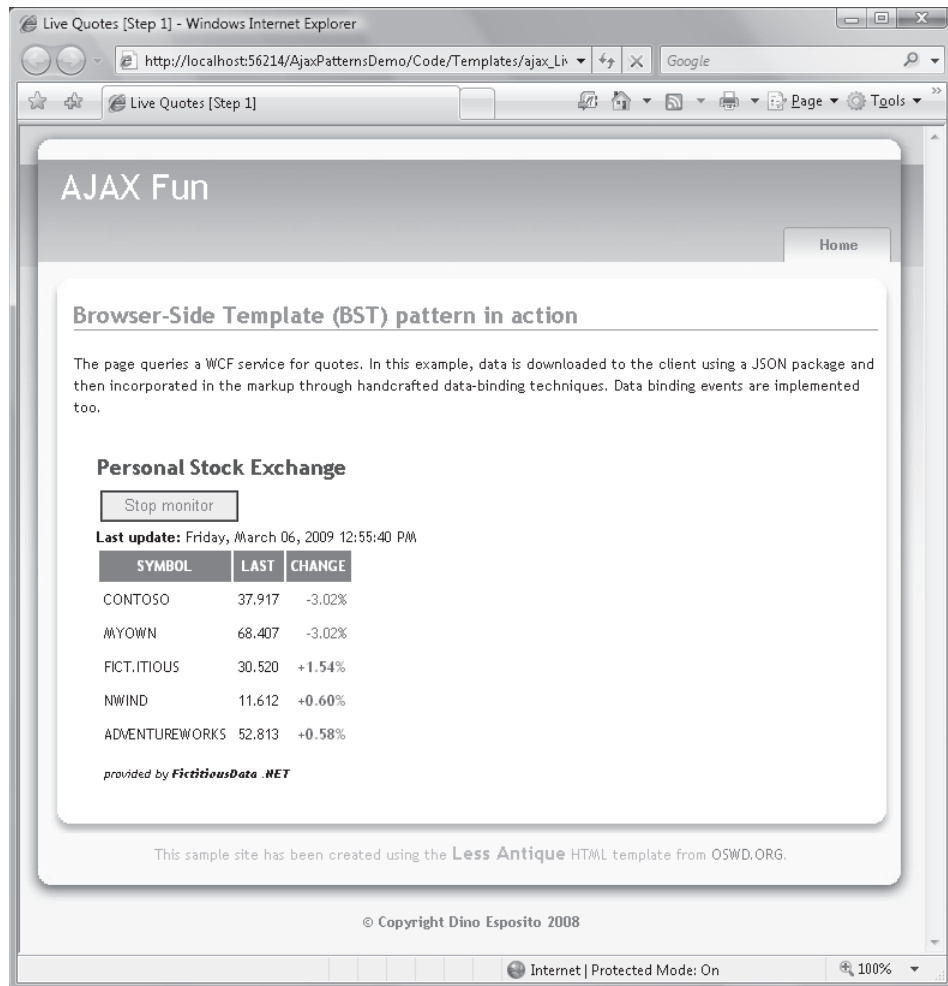 Live Quotes [Step 1] - Windows Internet Explorer
http://localhost:56214/AjaxPatternsDemo/Code/Templates/ajax_Liv
Google
Live Quotes [Step 1]
Page
Tools
AJAX Fun
Home
Browser-Side Template (BST) pattern in action
The page queries a WCF service for quotes. In this example, data is downloaded to the client using a JSON package and
then incorporated in the markup through handcrafted data-binding techniques. Data binding events are implemented
too.
Personal Stock Exchange
Stop monitor
Last update: Friday, March 06, 2009 12:55:40 PM
SYMBOL LAST CHANGE
CONTOSO 37.917 -3.02%
MYOWN 68.407 -3.02%
FICT.ITIOUS 30.520 +1.54%
NWIND 11.612 +0.60%
ADVENTUREWORKS 52.813 +0.58%
provided by FictitiousData .NET
This sample site has been created using the Less Antique HTML template from OSWD.ORG.
© Copyright Dino Esposito 2008
Internet | Protected Mode: On
100%